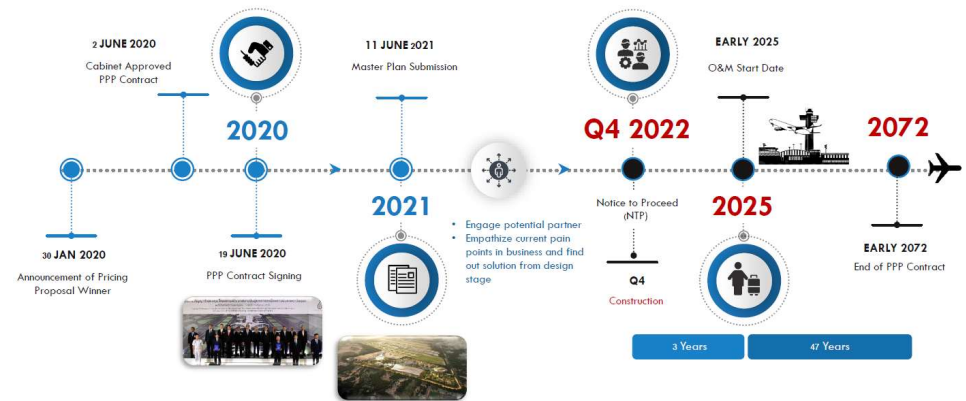 2 JUNE 2020
Cabinet Approved
PPP Contract
2020
11 JUNE 2021
Master Plan Submission
Q4 2022
EARLY 2025
O&M Start Date
2072
30 JAN 2020
Announcement of Pricing
Proposal Winner
19 JUNE 2020
PPP Contract Signing
2021
• Engage potential partner
• Empathize current pain
points in business and find
out solution from design
stage
Notice to Proceed
(NTP)
Q4
Construction
2025
EARLY 2072
End of PPP Contract
3 Years
47 Years